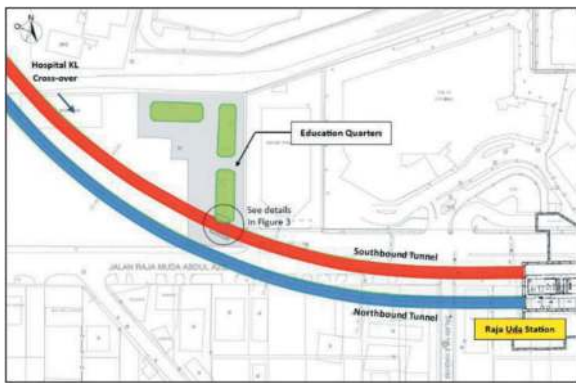 N
Hospital KL
Cross-over
Education Quarters
See details
in Figure 3
Southbound Tunnel
JALAN RAJA MUDA ABDUL AZ
Northbound Tunnel
Raja Uda Station